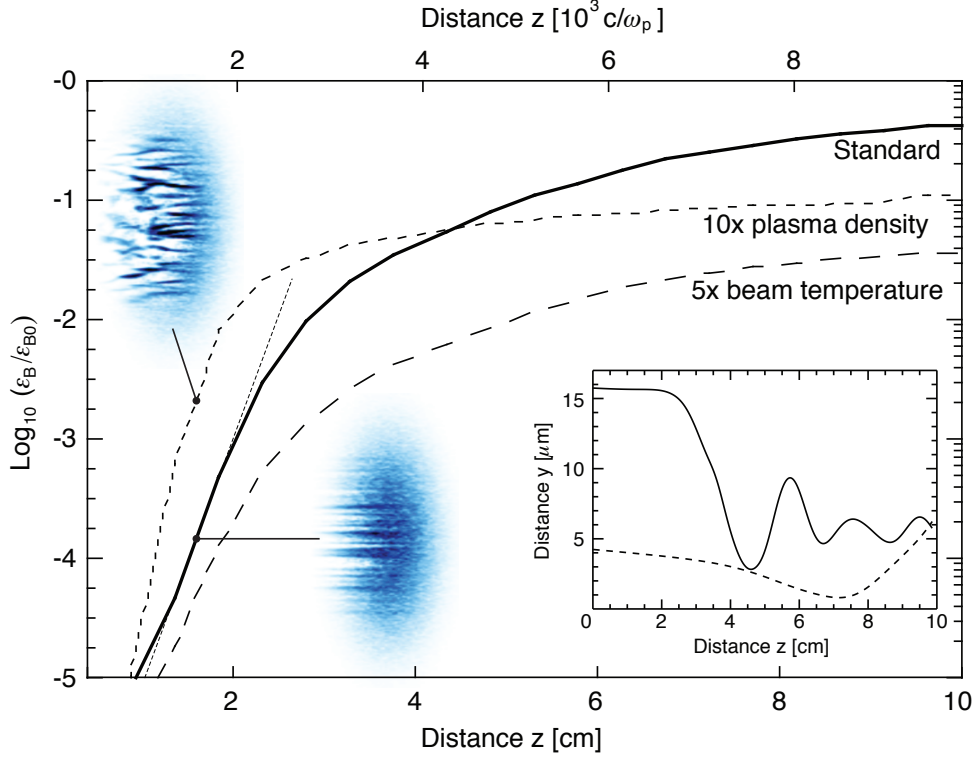 Distance z [10³ c/ωₚ]
2 4 6 8
-0
-1
-2
-3
-4
-5
Log₁₀ (εB/εB0)
Standard
10x plasma density
5x beam temperature
15
10
5
Distance y [μm]
0 2 4 6 8 10
Distance z [cm]
2 4 6 8 10
Distance z [cm]